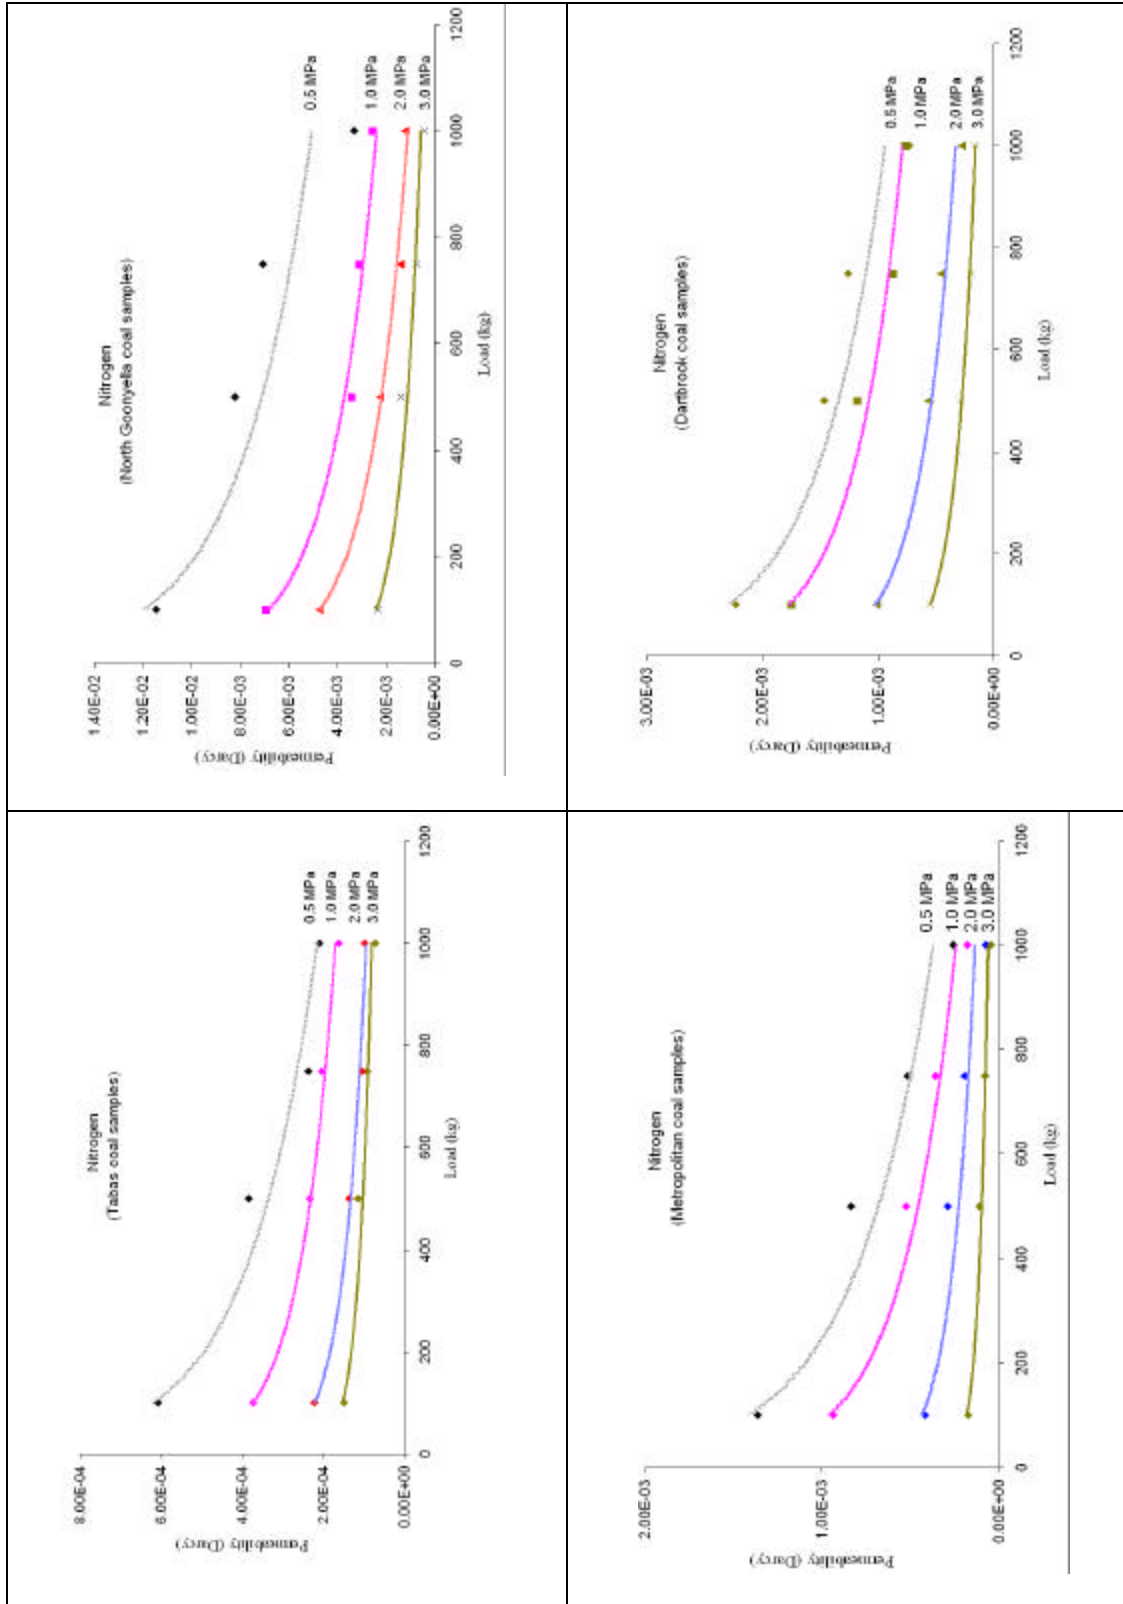 Nitrogen
(Tabas coal samples)
Permeability (Darcy)
8.00E-04
6.00E-04
4.00E-04
2.00E-04
0.00E+00
0.5 MPa
1.0 MPa
2.0 MPa
3.0 MPa
0 200 400 600 800 1000 1200
Load (kg)
Nitrogen
(North Goonyella coal samples)
Permeability (Darcy)
1.40E-02
1.20E-02
1.00E-02
8.00E-03
6.00E-03
4.00E-03
2.00E-03
0.00E+00
0.5 MPa
1.0 MPa
2.0 MPa
3.0 MPa
0 200 400 600 800 1000 1200
Load (kg)
Nitrogen
(Metropolitan coal samples)
Permeability (Darcy)
2.00E-03
1.00E-03
0.00E+00
0.5 MPa
1.0 MPa
2.0 MPa
3.0 MPa
0 200 400 600 800 1000 1200
Load (kg)
Nitrogen
(Dartbrook coal samples)
Permeability (Darcy)
3.00E-03
2.00E-03
1.00E-03
0.00E+00
0.5 MPa
1.0 MPa
2.0 MPa
3.0 MPa
0 200 400 600 800 1000 1200
Load (kg)